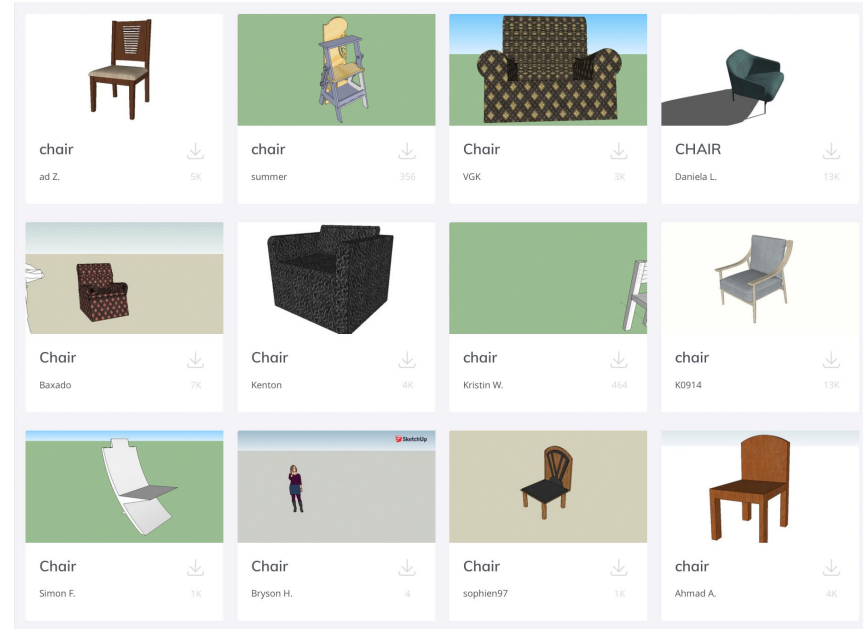 chair
ad Z. 5K
chair
summer 356
Chair
VGK 3K
CHAIR
Daniela L. 13K
Chair
Baxado 7K
Chair
Kenton 4K
chair
Kristin W. 464
chair
K0914 13K
SketchUp
Chair
Simon F. 1K
Chair
Bryson H. 4
Chair
sophien97 1K
chair
Ahmad A. 4K